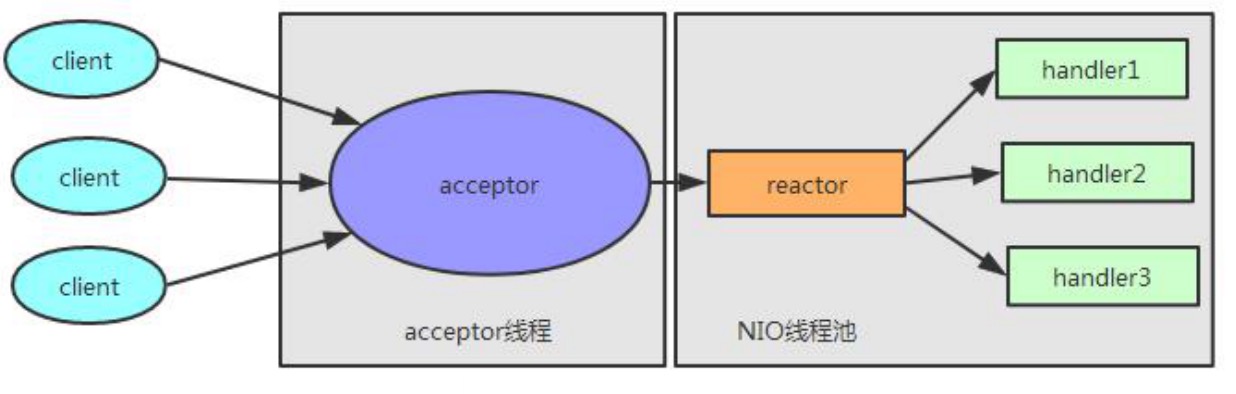 client
client
client
acceptor
acceptor线程
reactor
handler1
handler2
handler3
NIO线程池